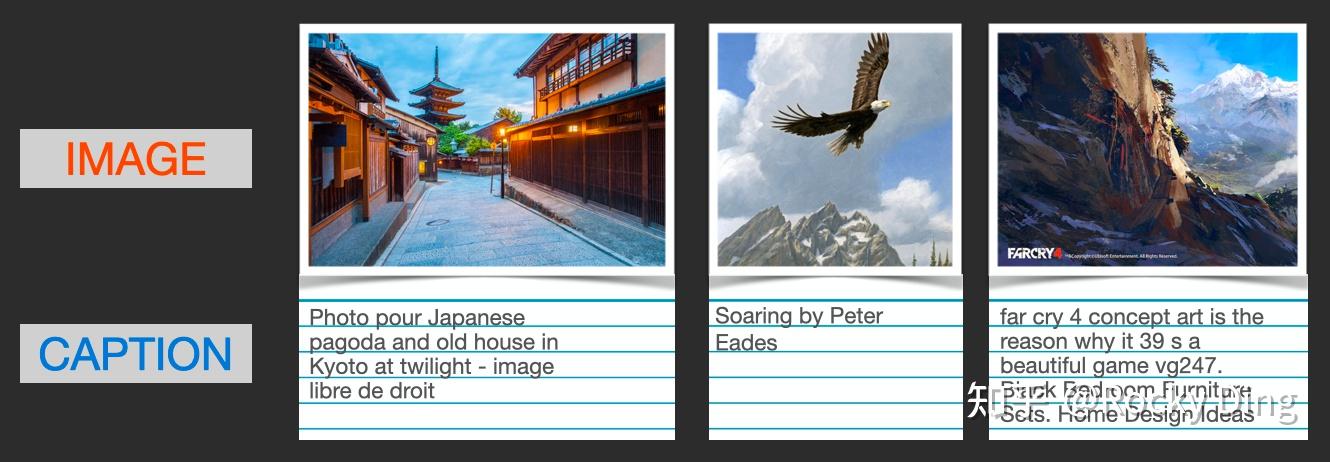 IMAGE
FARCRY4 ™©Copyright Ubisoft Entertainment. All Rights Reserved.
CAPTION
Photo pour Japanese
pagoda and old house in
Kyoto at twilight - image
libre de droit
Soaring by Peter
Eades
far cry 4 concept art is the
reason why it 39 s a
beautiful game vg247.
Black Bedroom Furniture
Sets. Home Design Ideas
知乎 @Rocky Ding